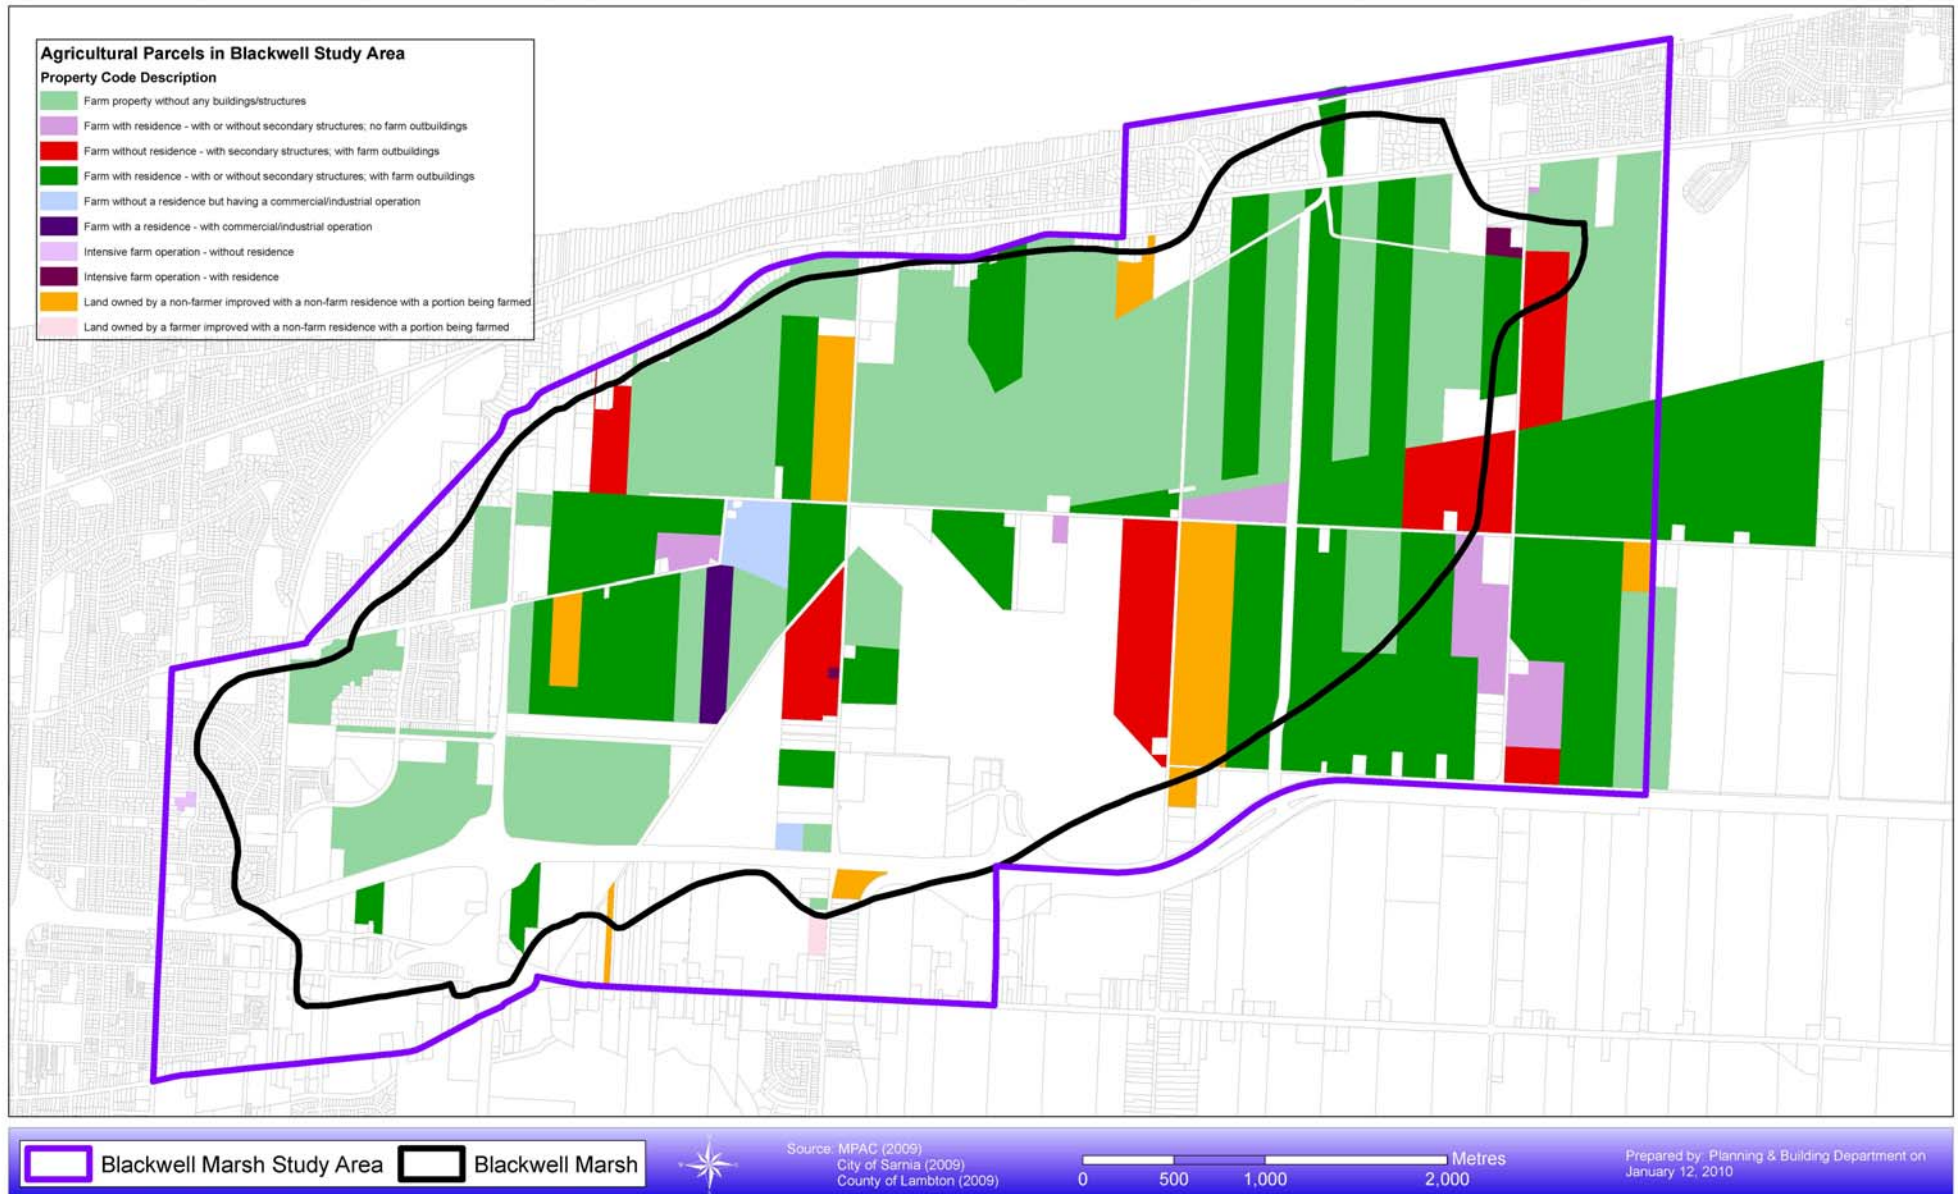 Agricultural Parcels in Blackwell Study Area
Property Code Description
Farm property without any buildings/structures
Farm with residence - with or without secondary structures; no farm outbuildings
Farm without residence - with secondary structures; with farm outbuildings
Farm with residence - with or without secondary structures; with farm outbuildings
Farm without a residence but having a commercial/industrial operation
Farm with a residence - with commercial/industrial operation
Intensive farm operation - without residence
Intensive farm operation - with residence
Land owned by a non-farmer improved with a non-farm residence with a portion being farmed
Land owned by a farmer improved with a non-farm residence with a portion being farmed
Blackwell Marsh Study Area
Blackwell Marsh
Source: MPAC (2009)
City of Sarnia (2009)
County of Lambton (2009)
Metres
0 500 1,000 2,000
Prepared by: Planning & Building Department on
January 12, 2010